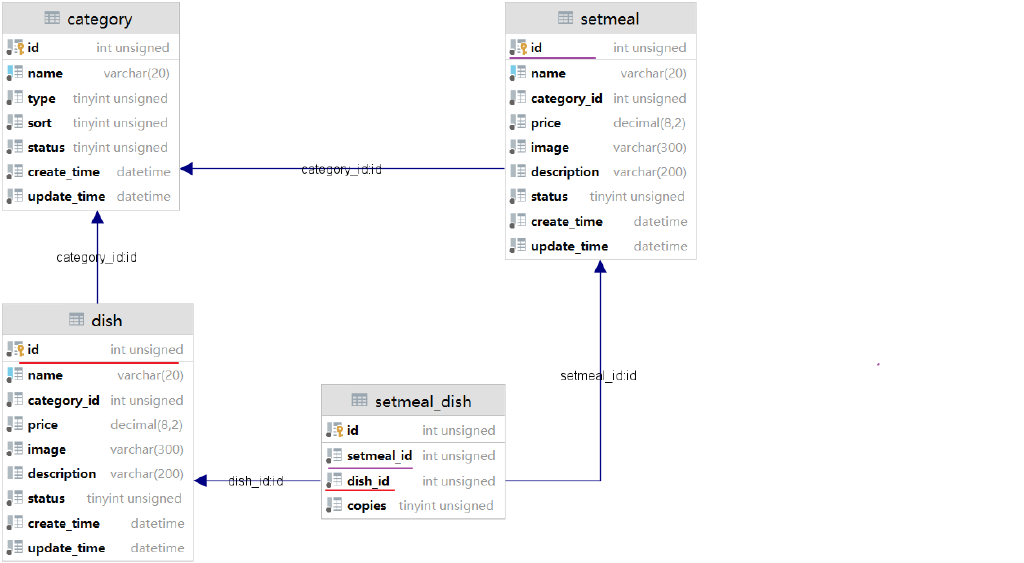 category
id int unsigned
name varchar(20)
type tinyint unsigned
sort tinyint unsigned
status tinyint unsigned
create_time datetime
update_time datetime
setmeal
id int unsigned
name varchar(20)
category_id int unsigned
price decimal(8,2)
image varchar(300)
description varchar(200)
status tinyint unsigned
create_time datetime
update_time datetime
category_id:id
category_id:id
dish
id int unsigned
name varchar(20)
category_id int unsigned
price decimal(8,2)
image varchar(300)
description varchar(200)
status tinyint unsigned
create_time datetime
update_time datetime
setmeal_id:id
setmeal_dish
id int unsigned
setmeal_id int unsigned
dish_id int unsigned
copies tinyint unsigned
dish_id:id